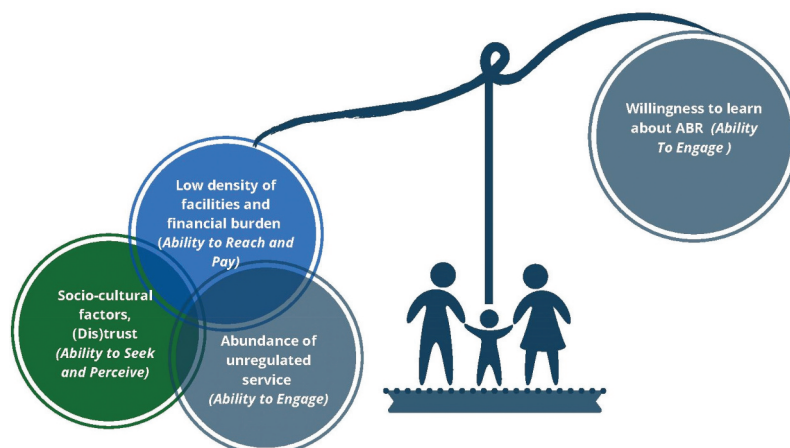 Willingness to learn
about ABR (Ability
To Engage )
Low density of
facilities and
financial burden
(Ability to Reach and
Pay)
Socio-cultural
factors,
(Dis)trust
(Ability to Seek
and Perceive)
Abundance of
unregulated
service
(Ability to Engage)